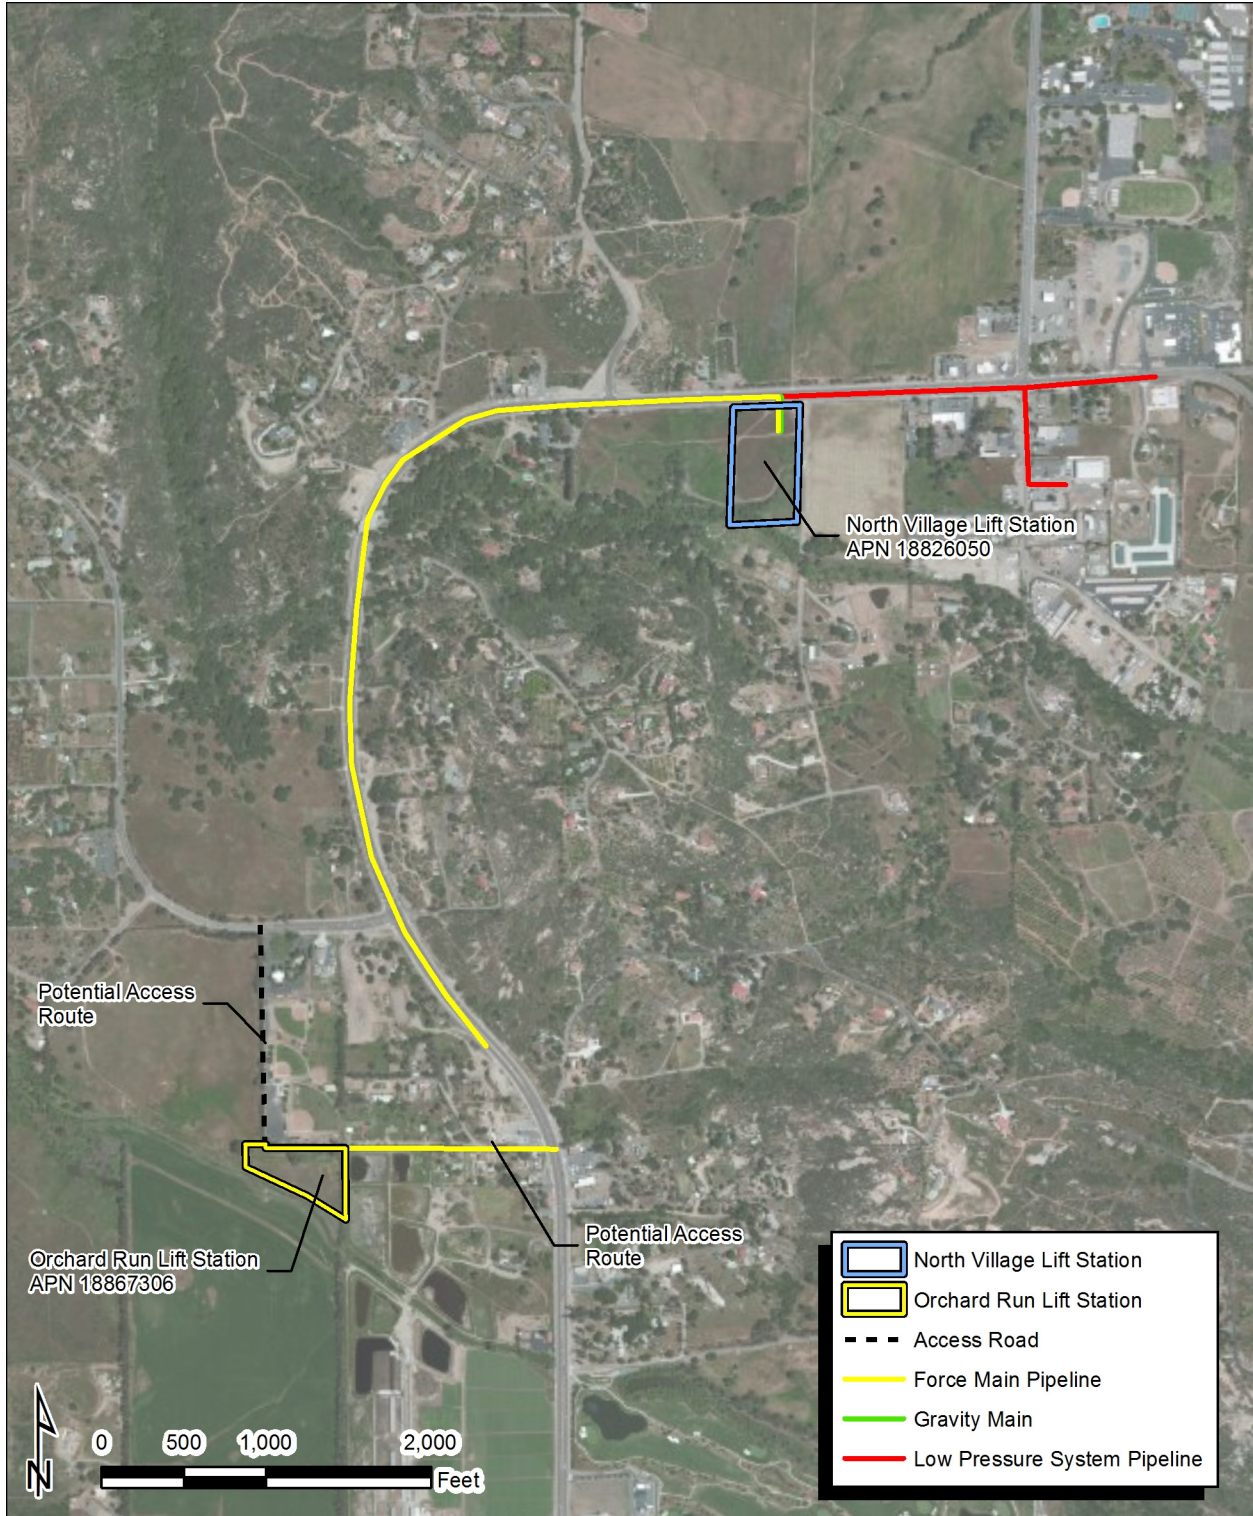 North Village Lift Station
APN 18826050
Potential Access
Route
Orchard Run Lift Station
APN 18867306
Potential Access
Route
North Village Lift Station
Orchard Run Lift Station
Access Road
Force Main Pipeline
Gravity Main
Low Pressure System Pipeline
N
0 500 1,000 2,000
Feet